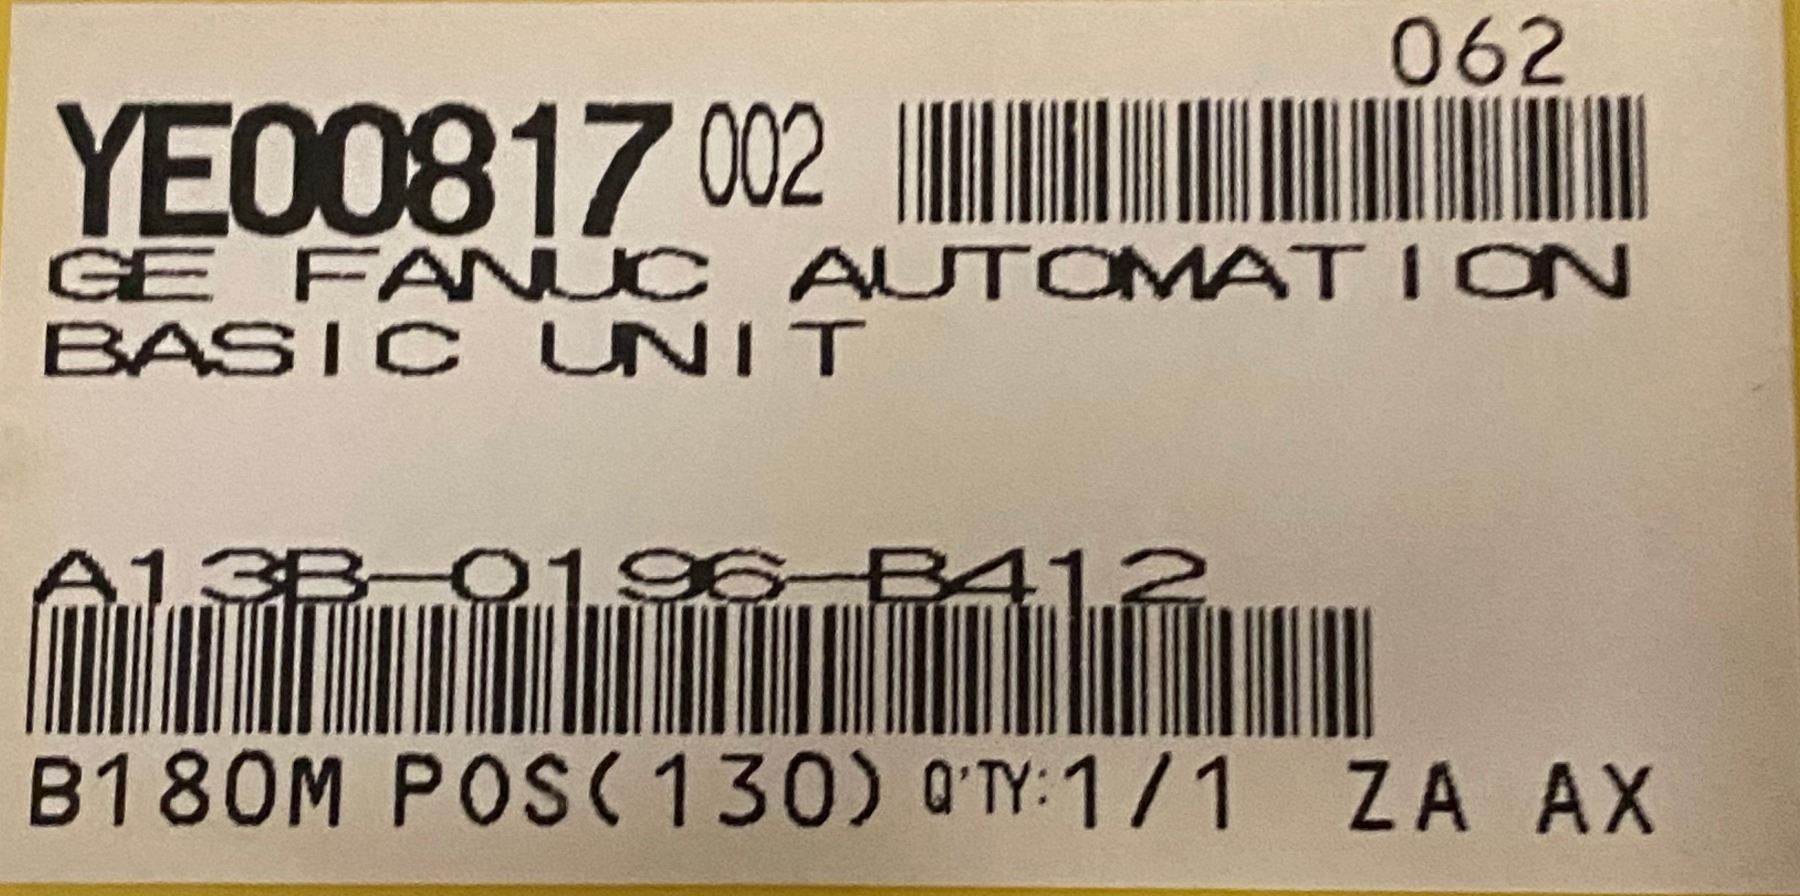 062
YE00817 002
GE FANUC AUTOMATION
BASIC UNIT
A13B-0196-B412
B180M POS(130) Q'TY:1/1 ZA AX